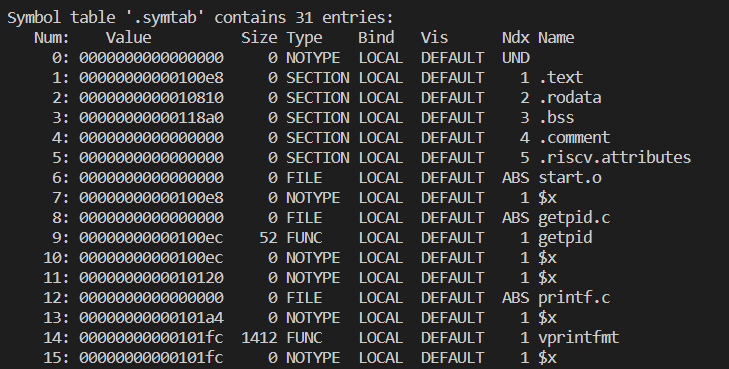 Symbol table '.symtab' contains 31 entries:
   Num:    Value          Size Type    Bind   Vis      Ndx Name
     0: 0000000000000000     0 NOTYPE  LOCAL  DEFAULT  UND
     1: 00000000000100e8     0 SECTION LOCAL  DEFAULT    1 .text
     2: 0000000000010810     0 SECTION LOCAL  DEFAULT    2 .rodata
     3: 00000000000118a0     0 SECTION LOCAL  DEFAULT    3 .bss
     4: 0000000000000000     0 SECTION LOCAL  DEFAULT    4 .comment
     5: 0000000000000000     0 SECTION LOCAL  DEFAULT    5 .riscv.attributes
     6: 0000000000000000     0 FILE    LOCAL  DEFAULT  ABS start.o
     7: 00000000000100e8     0 NOTYPE  LOCAL  DEFAULT    1 $x
     8: 0000000000000000     0 FILE    LOCAL  DEFAULT  ABS getpid.c
     9: 00000000000100ec    52 FUNC    LOCAL  DEFAULT    1 getpid
    10: 00000000000100ec     0 NOTYPE  LOCAL  DEFAULT    1 $x
    11: 0000000000010120     0 NOTYPE  LOCAL  DEFAULT    1 $x
    12: 0000000000000000     0 FILE    LOCAL  DEFAULT  ABS printf.c
    13: 00000000000101a4     0 NOTYPE  LOCAL  DEFAULT    1 $x
    14: 00000000000101fc  1412 FUNC    LOCAL  DEFAULT    1 vprintfmt
    15: 00000000000101fc     0 NOTYPE  LOCAL  DEFAULT    1 $x